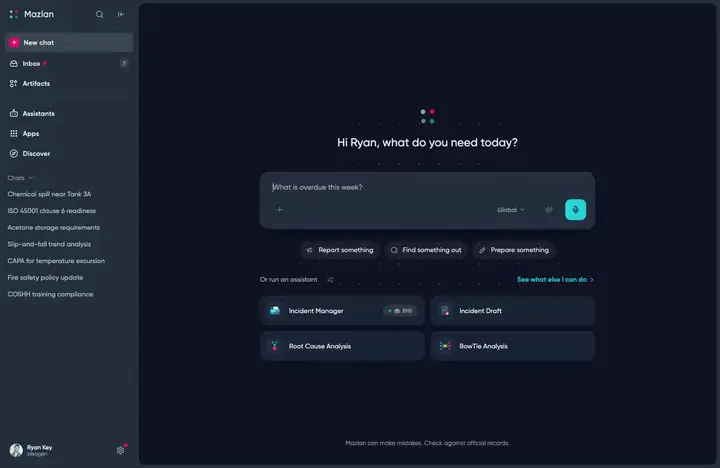 Mazlan
New chat
Inbox
7
Artifacts
Assistants
Apps
Discover
Chats
Chemical spill near Tank 3A
ISO 45001 clause 6 readiness
Acetone storage requirements
Slip-and-fall trend analysis
CAPA for temperature excursion
Fire safety policy update
COSHH training compliance
Ryan Key
Ideagen
Hi Ryan, what do you need today?
What is overdue this week?
Global
Report something
Find something out
Prepare something
Or run an assistant
See what else I can do
Incident Manager
EHS
Incident Draft
Root Cause Analysis
BowTie Analysis
Mazlan can make mistakes. Check against official records.